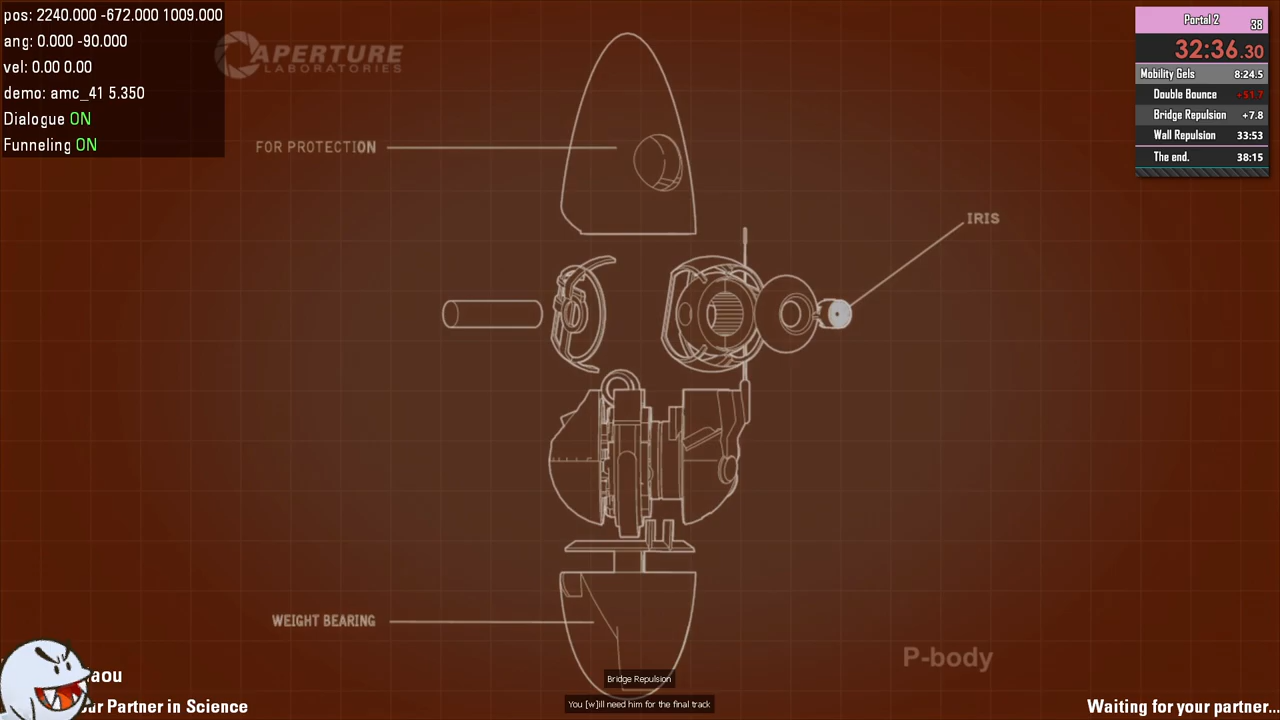 pos: 2240.000 -672.000 1009.000
ang: 0.000 -90.000
vel: 0.00 0.00
demo: amc_41 5.350
Dialogue ON
Funneling ON
APERTURE
LABORATORIES
Portal 2
38
32:36.30
Mobility Gels 8:24.5
Double Bounce +51.7
Bridge Repulsion +7.8
Wall Repulsion 33:53
The end. 38:15
FOR PROTECTION
IRIS
WEIGHT BEARING
P-body
Bridge Repulsion
You [w]ill need him for the final track
aou
ur Partner in Science
Waiting for your partner...